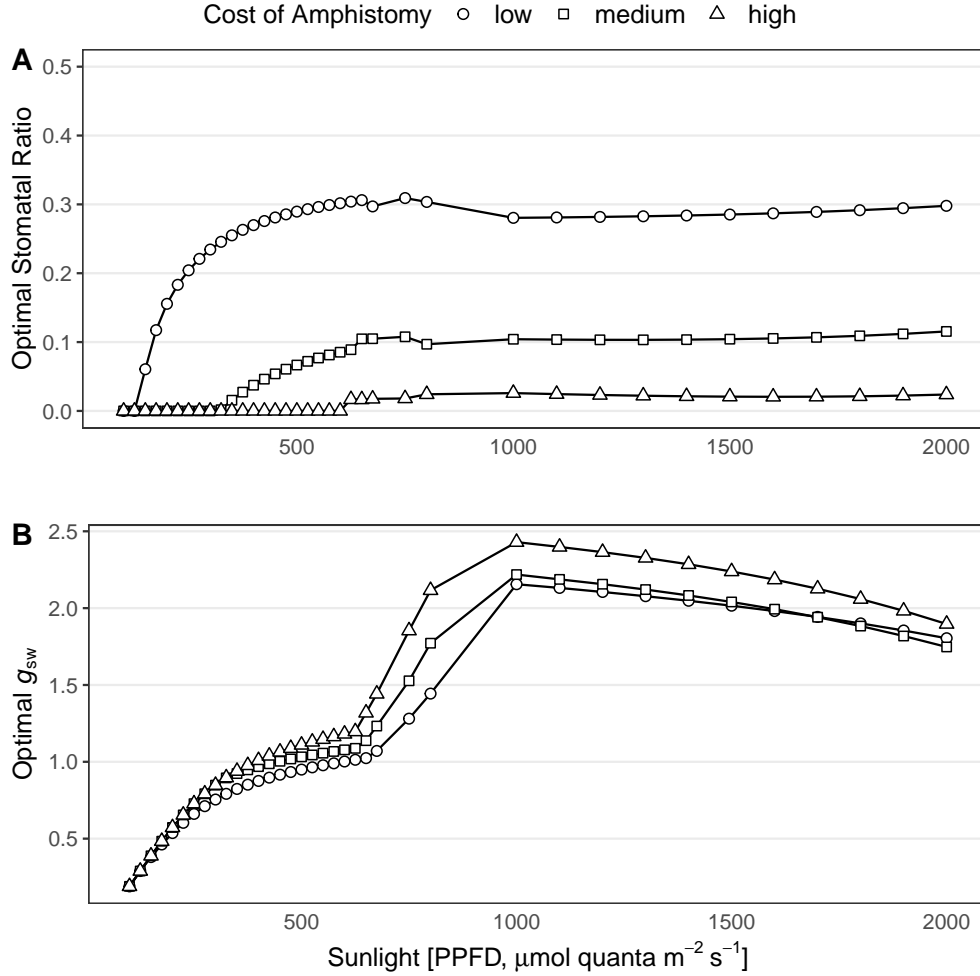 Cost of Amphistomy low medium high
A
Optimal Stomatal Ratio
0.5
0.4
0.3
0.2
0.1
0.0
500 1000 1500 2000
B
Optimal gsw
2.5
2.0
1.5
1.0
0.5
500 1000 1500 2000
Sunlight [PPFD, μmol quanta m⁻² s⁻¹]